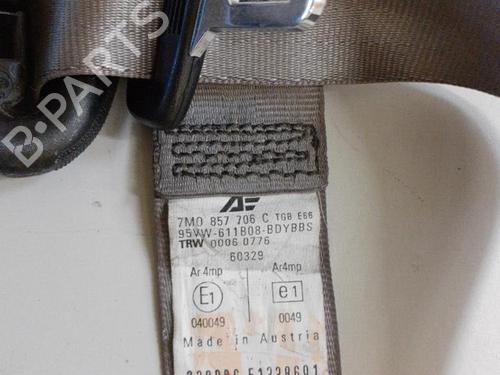 B-PARTS
AE
7M0 857 706 C TGB E66
95VW-611B08-BDYBBS
TRW 0006 0776
60329
Ar4mp Ar4mp
E1 e1
040049 0049
Made in Austria